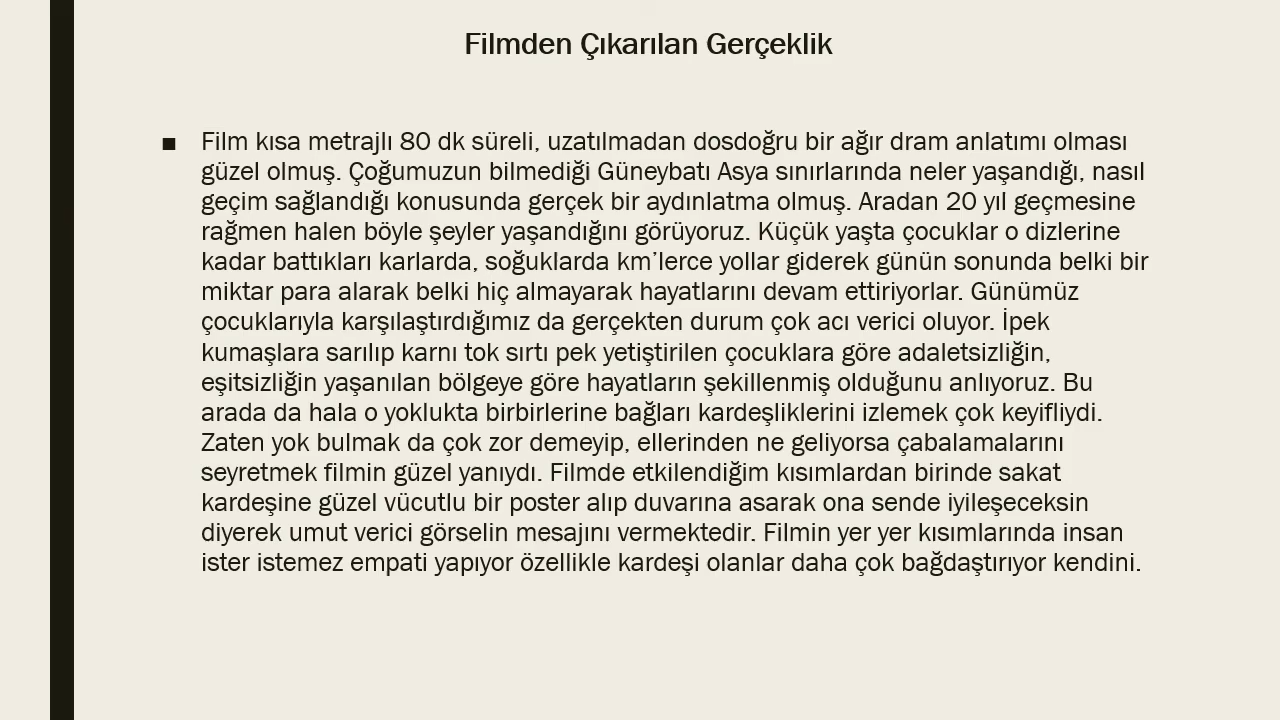 Filmden Çıkarılan Gerçeklik
■ Film kısa metrajlı 80 dk süreli, uzatılmadan dosdoğru bir ağır dram anlatımı olması
güzel olmuş. Çoğumuzun bilmediği Güneybatı Asya sınırlarında neler yaşandığı, nasıl
geçim sağlandığı konusunda gerçek bir aydınlatma olmuş. Aradan 20 yıl geçmesine
rağmen halen böyle şeyler yaşandığını görüyoruz. Küçük yaşta çocuklar o dizlerine
kadar battıkları karlarda, soğuklarda km’lerce yollar giderek günün sonunda belki bir
miktar para alarak belki hiç almayarak hayatlarını devam ettiriyorlar. Günümüz
çocuklarıyla karşılaştırdığımız da gerçekten durum çok acı verici oluyor. İpek
kumaşlara sarılıp karnı tok sırtı pek yetiştirilen çocuklara göre adaletsizliğin,
eşitsizliğin yaşanılan bölgeye göre hayatların şekillenmiş olduğunu anlıyoruz. Bu
arada da hala o yoklukta birbirlerine bağları kardeşliklerini izlemek çok keyifliydi.
Zaten yok bulmak da çok zor demeyip, ellerinden ne geliyorsa çabalamalarını
seyretmek filmin güzel yanıydı. Filmde etkilendiğim kısımlardan birinde sakat
kardeşine güzel vücutlu bir poster alıp duvarına asarak ona sende iyileşeceksin
diyerek umut verici görselin mesajını vermektedir. Filmin yer yer kısımlarında insan
ister istemez empati yapıyor özellikle kardeşi olanlar daha çok bağdaştırıyor kendini.